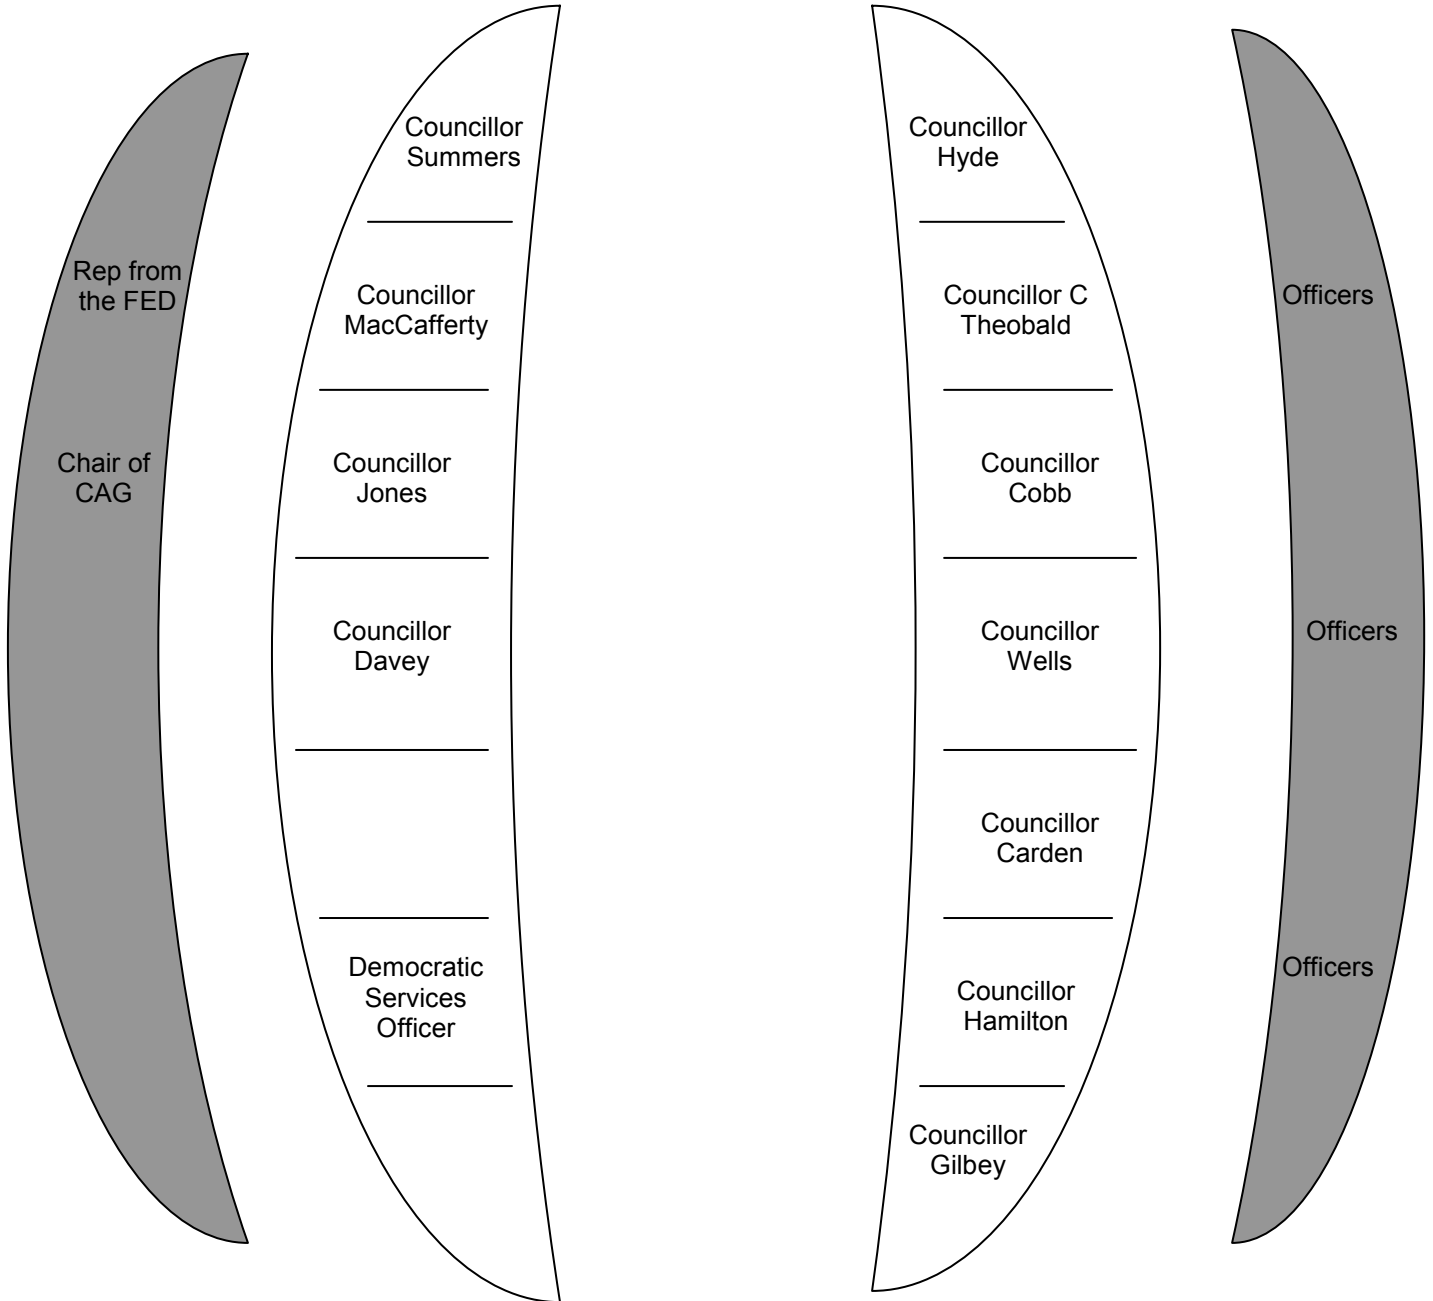 Rep from
the FED
Chair of
CAG
Councillor
Summers
Councillor
MacCafferty
Councillor
Jones
Councillor
Davey
Democratic
Services
Officer
Councillor
Hyde
Councillor C
Theobald
Councillor
Cobb
Councillor
Wells
Councillor
Carden
Councillor
Hamilton
Councillor
Gilbey
Officers
Officers
Officers